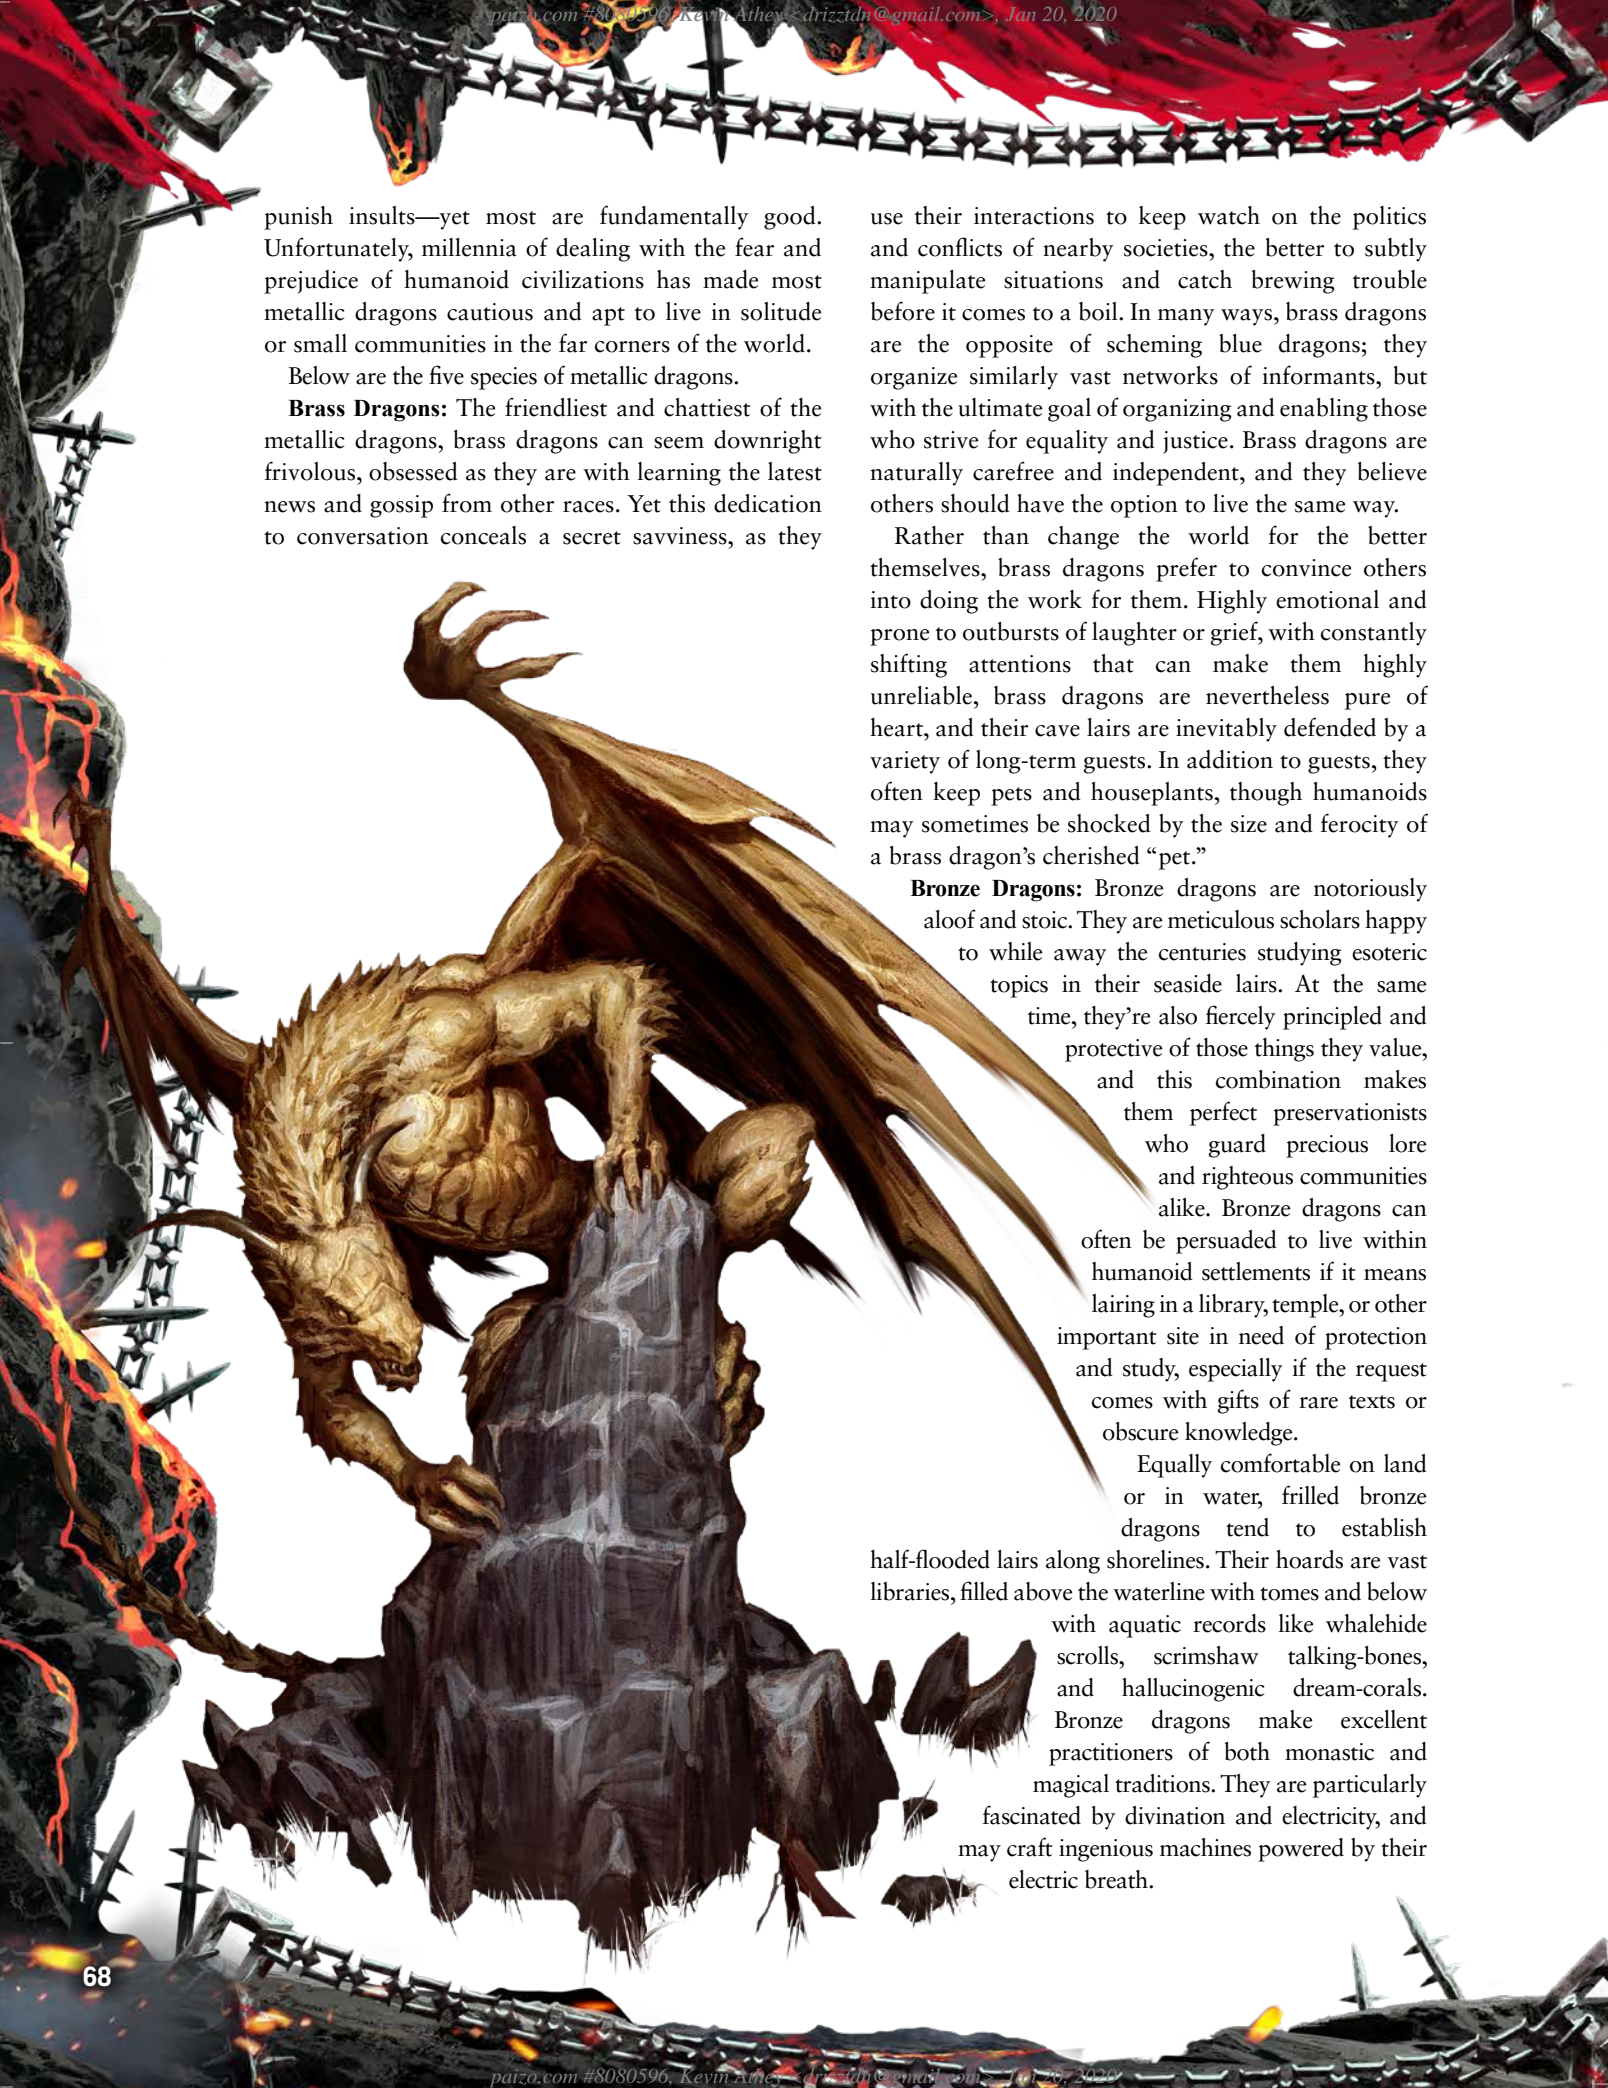 paizo.com #8080596, Kevin Athey <drizztdn@gmail.com>, Jan 20, 2020
punish insults—yet most are fundamentally good.
Unfortunately, millennia of dealing with the fear and
prejudice of humanoid civilizations has made most
metallic dragons cautious and apt to live in solitude
or small communities in the far corners of the world.
Below are the five species of metallic dragons.
Brass Dragons: The friendliest and chattiest of the
metallic dragons, brass dragons can seem downright
frivolous, obsessed as they are with learning the latest
news and gossip from other races. Yet this dedication
to conversation conceals a secret savviness, as they
use their interactions to keep watch on the politics
and conflicts of nearby societies, the better to subtly
manipulate situations and catch brewing trouble
before it comes to a boil. In many ways, brass dragons
are the opposite of scheming blue dragons; they
organize similarly vast networks of informants, but
with the ultimate goal of organizing and enabling those
who strive for equality and justice. Brass dragons are
naturally carefree and independent, and they believe
others should have the option to live the same way.
Rather than change the world for the better
themselves, brass dragons prefer to convince others
into doing the work for them. Highly emotional and
prone to outbursts of laughter or grief, with constantly
shifting attentions that can make them highly
unreliable, brass dragons are nevertheless pure of
heart, and their cave lairs are inevitably defended by a
variety of long-term guests. In addition to guests, they
often keep pets and houseplants, though humanoids
may sometimes be shocked by the size and ferocity of
a brass dragon’s cherished “pet.”
Bronze Dragons: Bronze dragons are notoriously
aloof and stoic. They are meticulous scholars happy
to while away the centuries studying esoteric
topics in their seaside lairs. At the same
time, they’re also fiercely principled and
protective of those things they value,
and this combination makes
them perfect preservationists
who guard precious lore
and righteous communities
alike. Bronze dragons can
often be persuaded to live within
humanoid settlements if it means
lairing in a library, temple, or other
important site in need of protection
and study, especially if the request
comes with gifts of rare texts or
obscure knowledge.
Equally comfortable on land
or in water, frilled bronze
dragons tend to establish
half-flooded lairs along shorelines. Their hoards are vast
libraries, filled above the waterline with tomes and below
with aquatic records like whalehide
scrolls, scrimshaw talking-bones,
and hallucinogenic dream-corals.
Bronze dragons make excellent
practitioners of both monastic and
magical traditions. They are particularly
fascinated by divination and electricity, and
may craft ingenious machines powered by their
electric breath.
68
paizo.com #8080596, Kevin Athey <drizztdn@gmail.com>, Jan 20, 2020